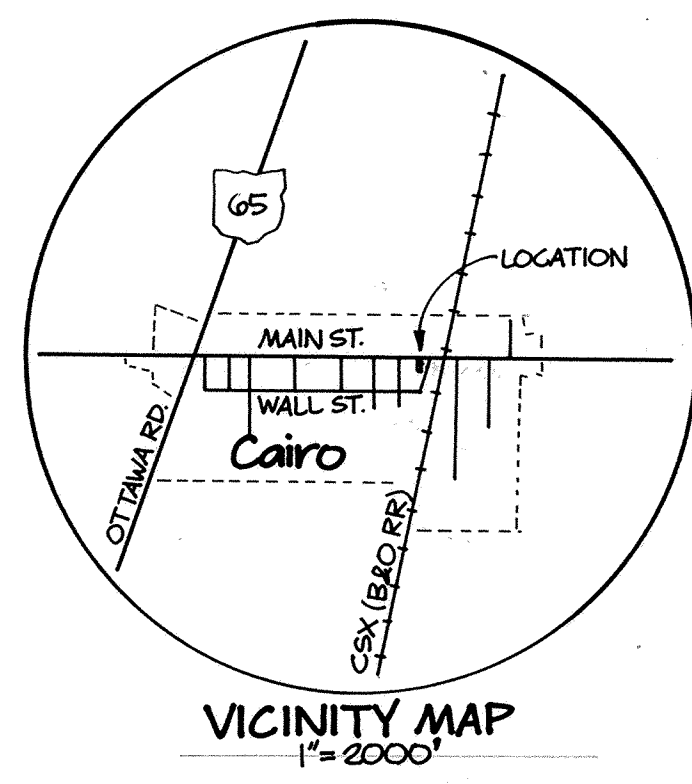 65
LOCATION
MAIN ST.
WALL ST.
Cairo
OTTAWA RD.
CSX (B&O RR)
VICINITY MAP
1"=2000'